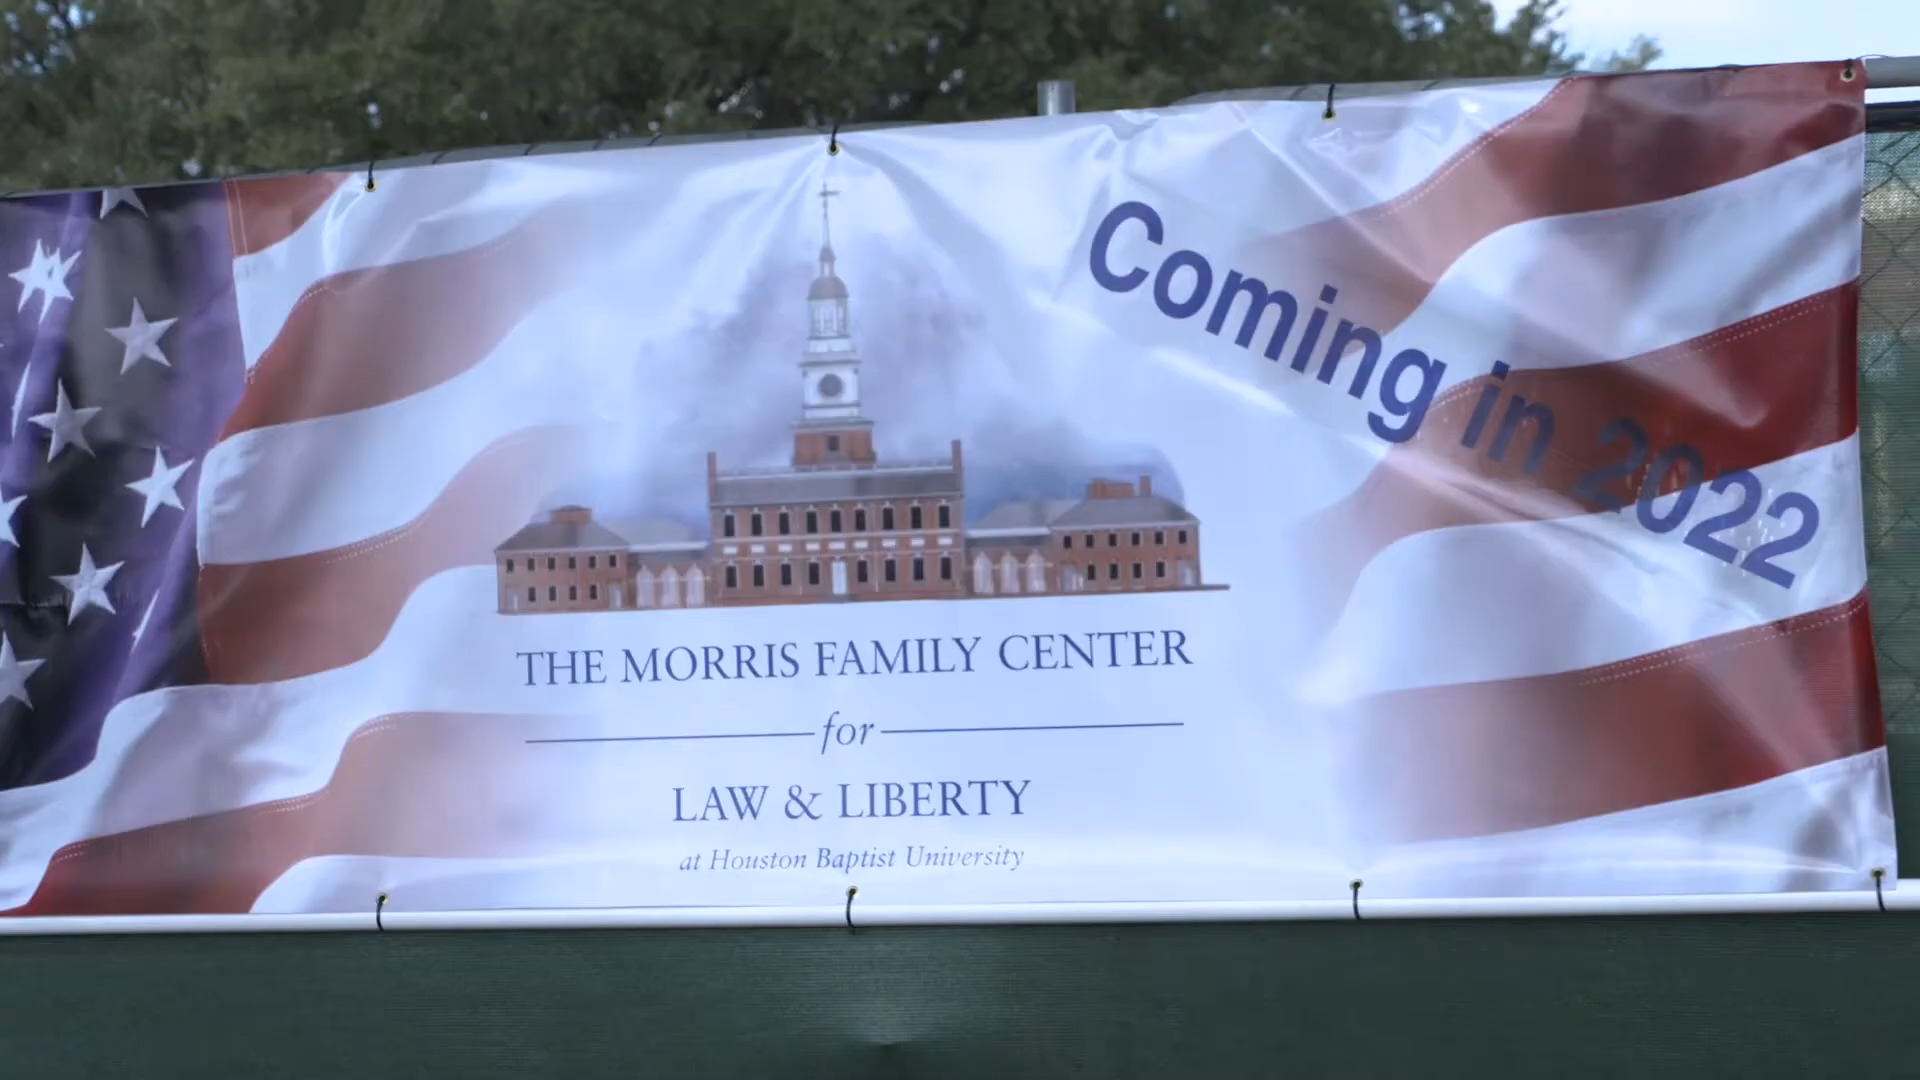 Coming in 2022
THE MORRIS FAMILY CENTER
for
LAW & LIBERTY
at Houston Baptist University